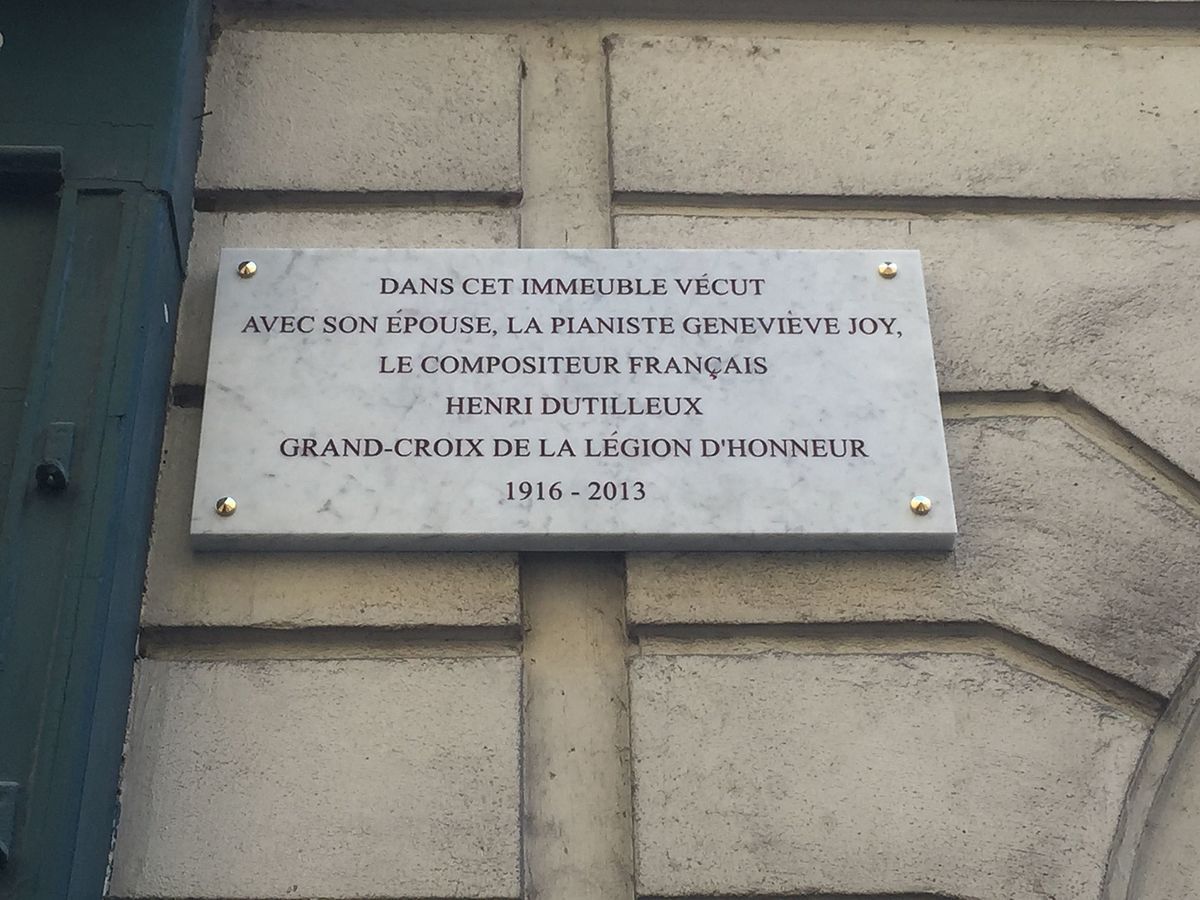 DANS CET IMMEUBLE VÉCUT
AVEC SON ÉPOUSE, LA PIANISTE GENEVIÈVE JOY,
LE COMPOSITEUR FRANÇAIS
HENRI DUTILLEUX
GRAND-CROIX DE LA LÉGION D'HONNEUR
1916 - 2013